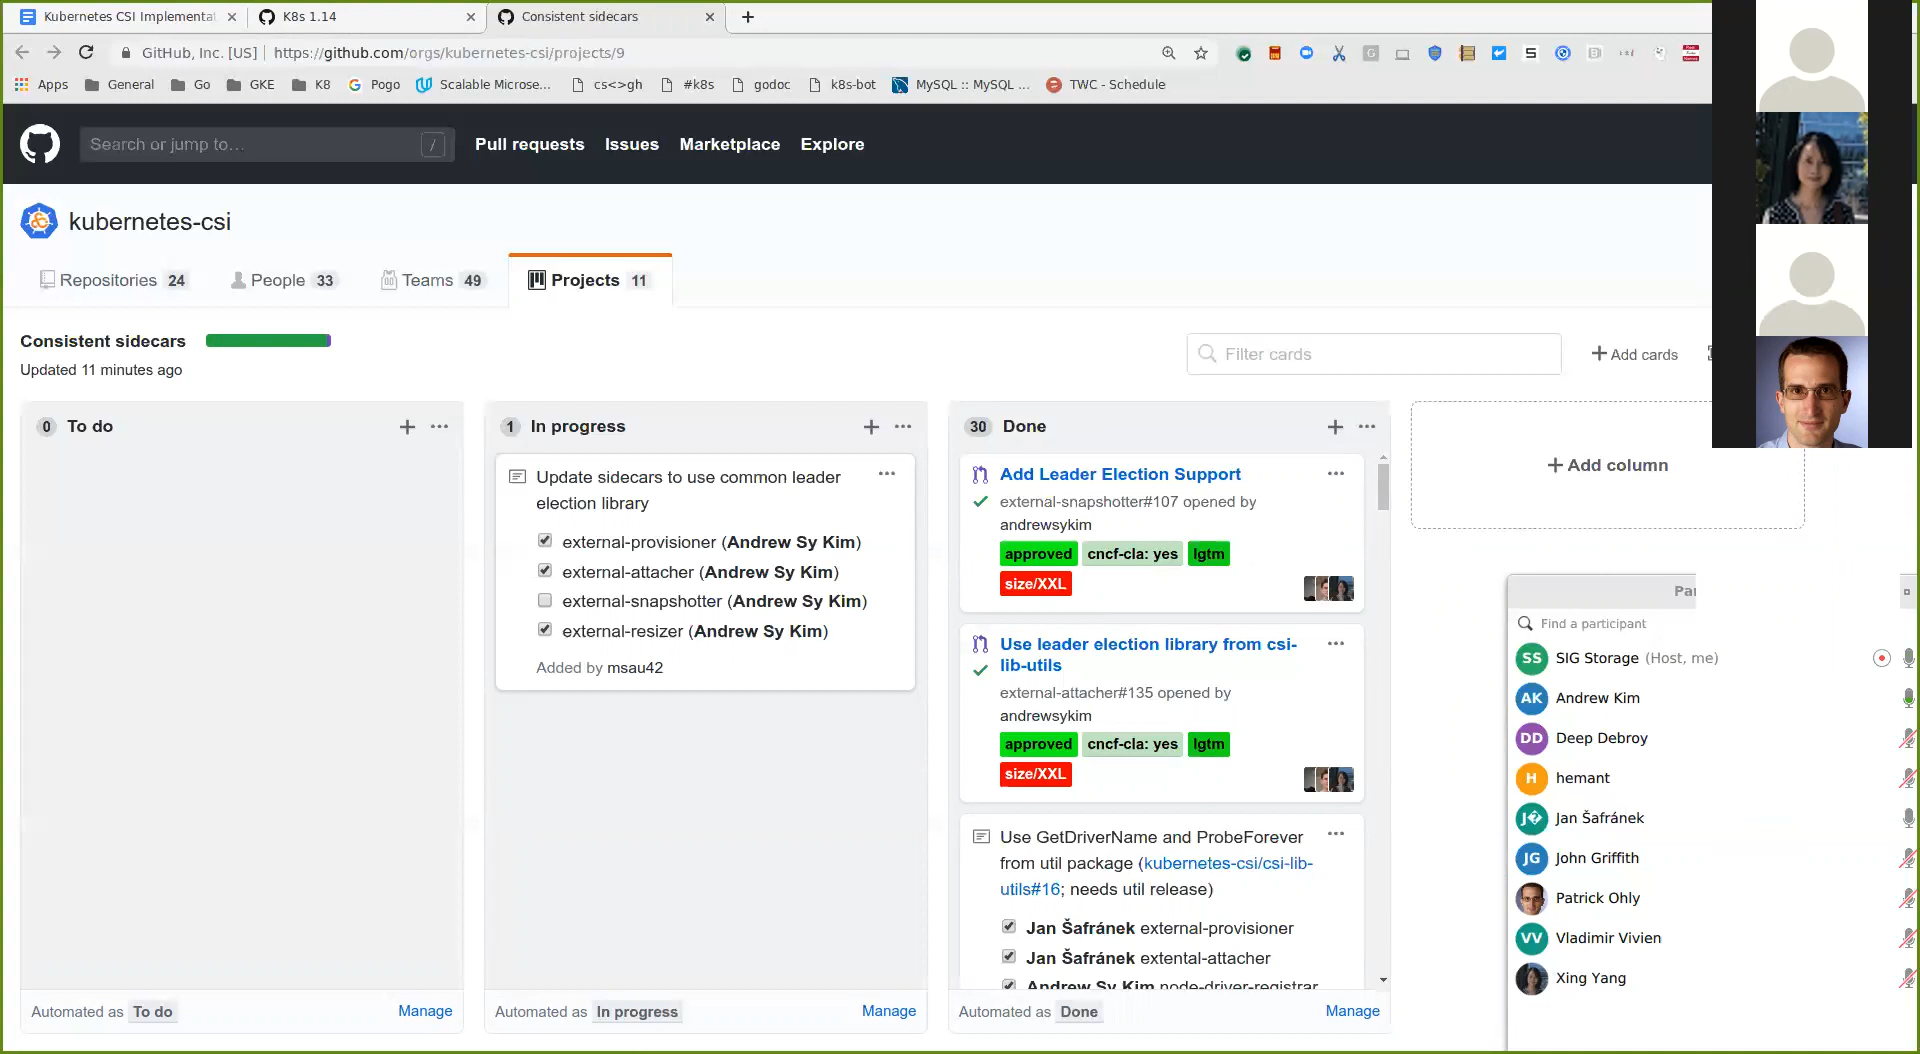 Kubernetes CSI Implementa
K8s 1.14
Consistent sidecars
GitHub, Inc. [US]
https://github.com/orgs/kubernetes-csi/projects/9
Apps
General
Go
GKE
K8
Pogo
Scalable Microse...
cs<>gh
#k8s
godoc
k8s-bot
MySQL :: MySQL ...
TWC - Schedule
Search or jump to...
/
Pull requests
Issues
Marketplace
Explore
kubernetes-csi
Repositories 24
People 33
Teams 49
Projects 11
Consistent sidecars
Updated 11 minutes ago
Filter cards
Add cards
0 To do
1 In progress
Update sidecars to use common leader
election library
external-provisioner (Andrew Sy Kim)
external-attacher (Andrew Sy Kim)
external-snapshotter (Andrew Sy Kim)
external-resizer (Andrew Sy Kim)
Added by msau42
30 Done
Add Leader Election Support
external-snapshotter#107 opened by
andrewsykim
approved cncf-cla: yes lgtm
size/XXL
Use leader election library from csi-
lib-utils
external-attacher#135 opened by
andrewsykim
approved cncf-cla: yes lgtm
size/XXL
Use GetDriverName and ProbeForever
from util package (kubernetes-csi/csi-lib-
utils#16; needs util release)
Jan Šafránek external-provisioner
Jan Šafránek extental-attacher
Andrew Sy Kim node-driver-registrar
Add column
Automated as To do
Manage
Automated as In progress
Manage
Automated as Done
Manage
Par
Find a participant
SS SIG Storage (Host, me)
AK Andrew Kim
DD Deep Debroy
H hemant
J� Jan Šafránek
JG John Griffith
Patrick Ohly
VV Vladimir Vivien
Xing Yang